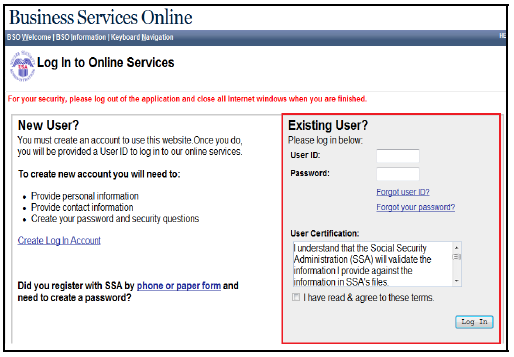 Business Services Online
BSO Welcome | BSO Information | Keyboard Navigation
HE
SSA
Log In to Online Services
For your security, please log out of the application and close all Internet windows when you are finished.
New User?
You must create an account to use this website.Once you do,
you will be provided a User ID to log in to our online services.
To create new account you will need to:
• Provide personal information
• Provide contact information
• Create your password and security questions
Create Log In Account
Did you register with SSA by phone or paper form and
need to create a password?
Existing User?
Please log in below:
User ID:
Password:
Forgot user ID?
Forgot your password?
User Certification:
I understand that the Social Security
Administration (SSA) will validate the
information I provide against the
information in SSA's files.
I have read & agree to these terms.
Log In